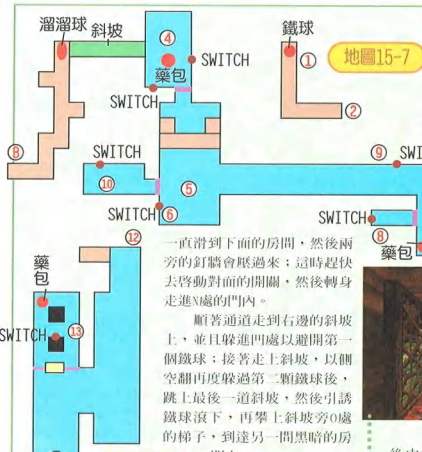 溜溜球
斜坡
④
SWITCH
藥包
SWITCH
鐵球
①
地圖15-7
②
⑧
SWITCH
⑩
⑤
⑨
SWITCH
⑥
SWITCH
⑧
藥包
⑫
藥包
SWITCH
⑬
一直滑到下面的房間，然後兩
旁的釘牆會壓過來；這時趕快
去啓動對面的開關，然後轉身
走進N處的門內。
順著通道走到右邊的斜坡
上，並且躲進門處以避開第一
個鐵球；接著走上斜坡，以側
空翻再度躲過第二顆鐵球後，
跳上最後一道斜坡，然後引誘
鐵球滾下，再攀上斜坡旁O處
的梯子，到達另一間黑暗的房